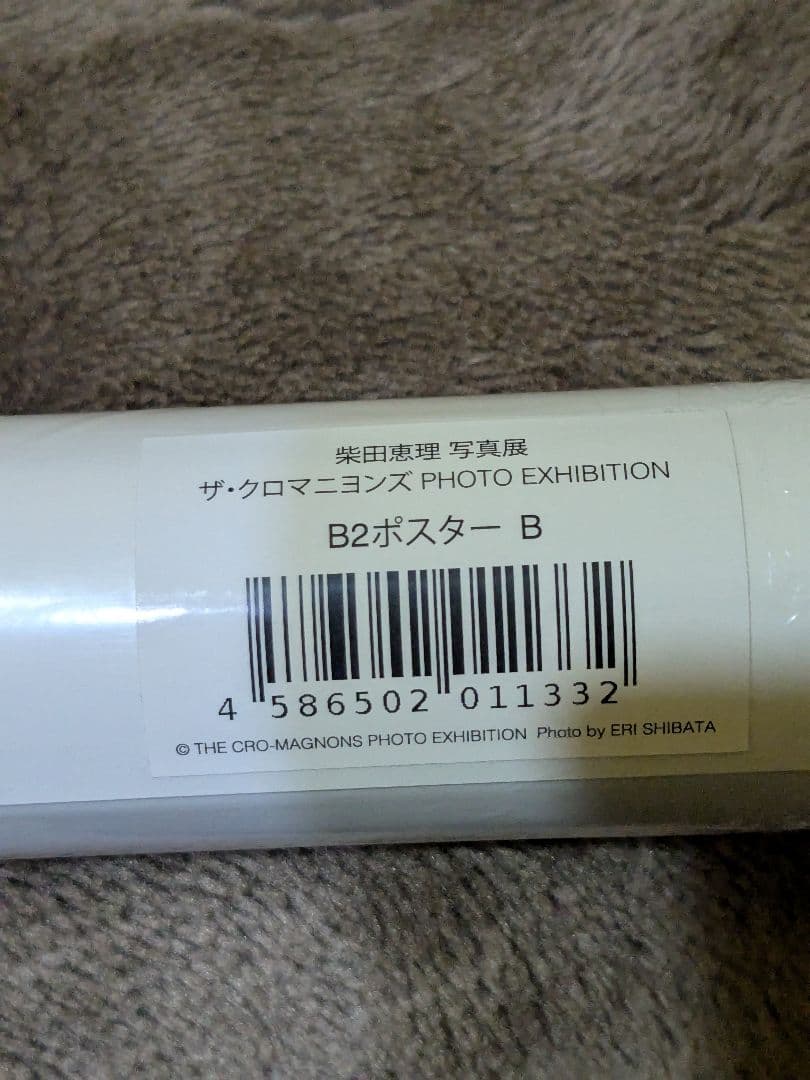 柴田恵理 写真展
ザ・クロマニヨンズ PHOTO EXHIBITION
B2ポスター B
4 586502 011332
© THE CRO-MAGNONS PHOTO EXHIBITION Photo by ERI SHIBATA